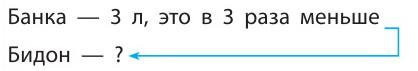 Банка — 3 л, это в 3 раза меньше
Бидон — ?